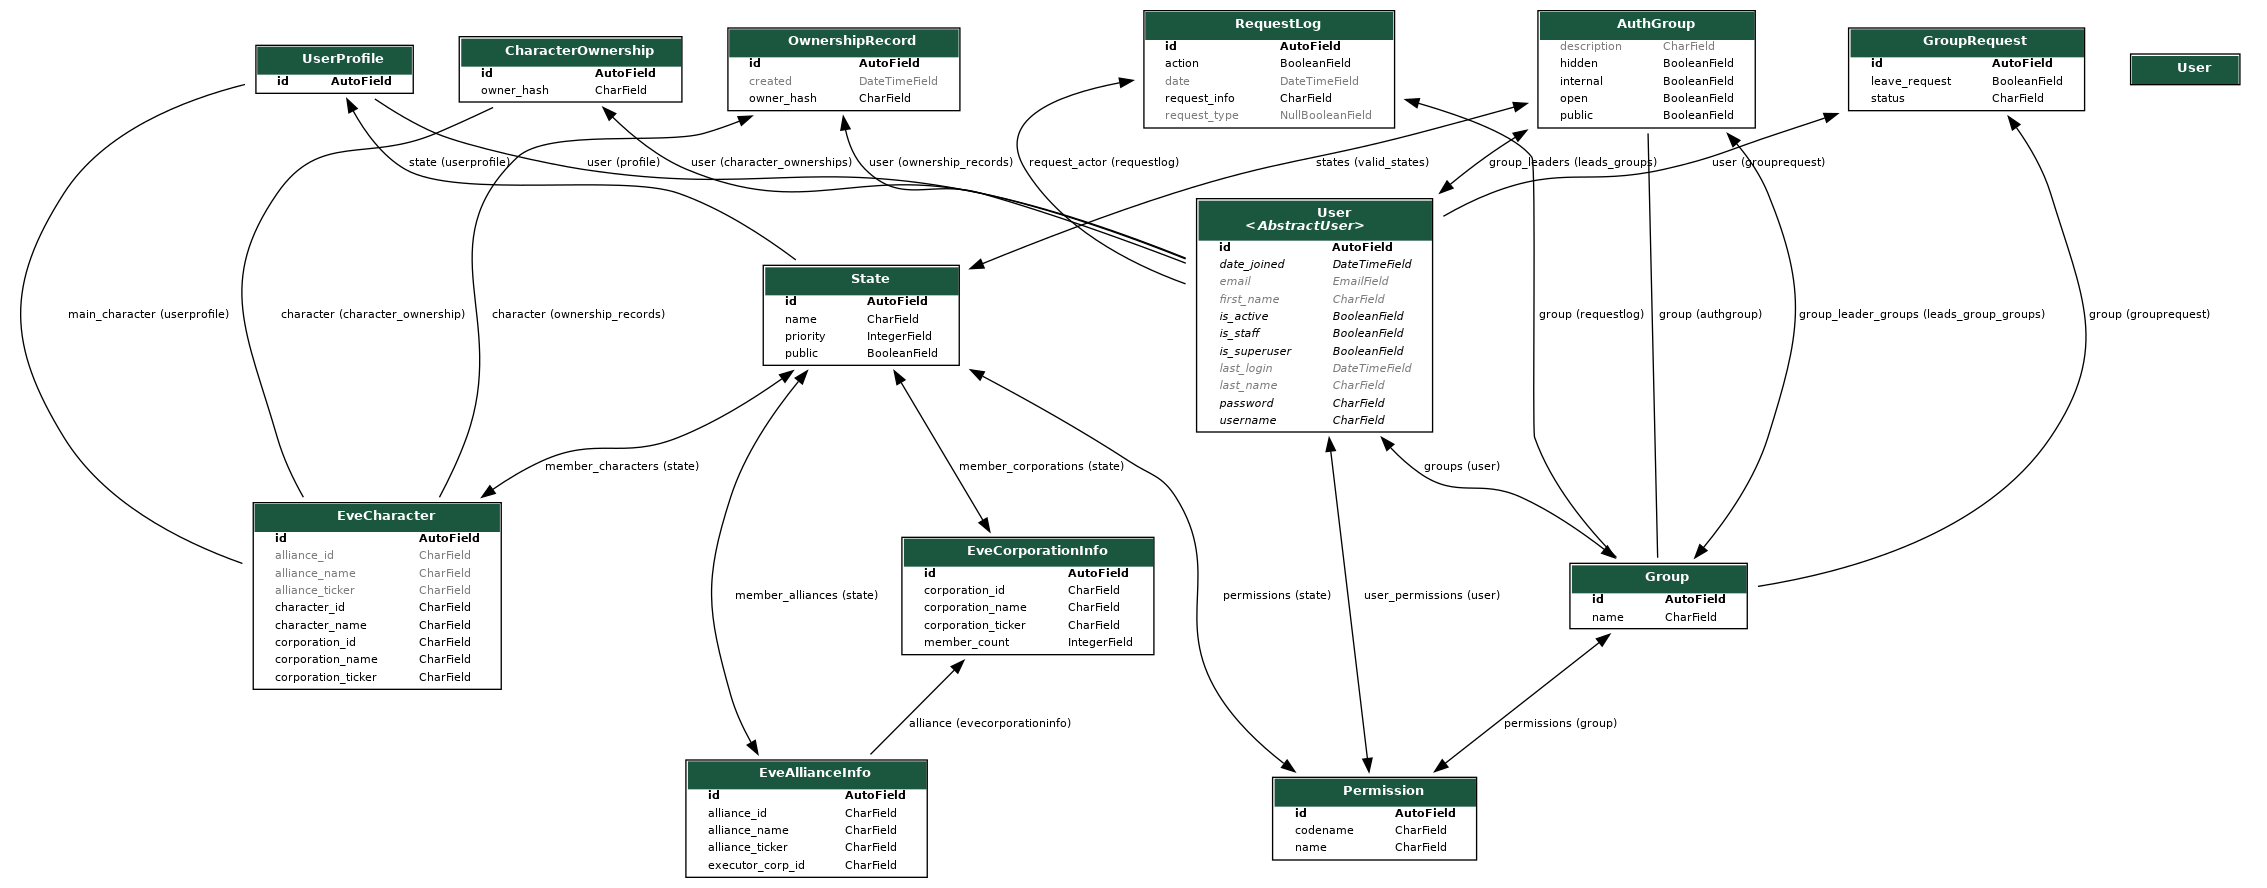 UserProfile
id AutoField
CharacterOwnership
id AutoField
owner_hash CharField
OwnershipRecord
id AutoField
created DateTimeField
owner_hash CharField
RequestLog
id AutoField
action BooleanField
date DateTimeField
request_info CharField
request_type NullBooleanField
AuthGroup
description CharField
hidden BooleanField
internal BooleanField
open BooleanField
public BooleanField
GroupRequest
id AutoField
leave_request BooleanField
status CharField
User
state (userprofile)
user (profile)
user (character_ownerships)
user (ownership_records)
request_actor (requestlog)
states (valid_states)
group_leaders (leads_groups)
user (grouprequest)
User
<AbstractUser>
id AutoField
date_joined DateTimeField
email EmailField
first_name CharField
is_active BooleanField
is_staff BooleanField
is_superuser BooleanField
last_login DateTimeField
last_name CharField
password CharField
username CharField
State
id AutoField
name CharField
priority IntegerField
public BooleanField
main_character (userprofile)
character (character_ownership)
character (ownership_records)
group (requestlog)
group (authgroup)
group_leader_groups (leads_group_groups)
group (grouprequest)
member_characters (state)
member_corporations (state)
groups (user)
EveCharacter
id AutoField
alliance_id CharField
alliance_name CharField
alliance_ticker CharField
character_id CharField
character_name CharField
corporation_id CharField
corporation_name CharField
corporation_ticker CharField
EveCorporationInfo
id AutoField
corporation_id CharField
corporation_name CharField
corporation_ticker CharField
member_count IntegerField
Group
id AutoField
name CharField
member_alliances (state)
permissions (state)
user_permissions (user)
alliance (evecorporationinfo)
permissions (group)
EveAllianceInfo
id AutoField
alliance_id CharField
alliance_name CharField
alliance_ticker CharField
executor_corp_id CharField
Permission
id AutoField
codename CharField
name CharField